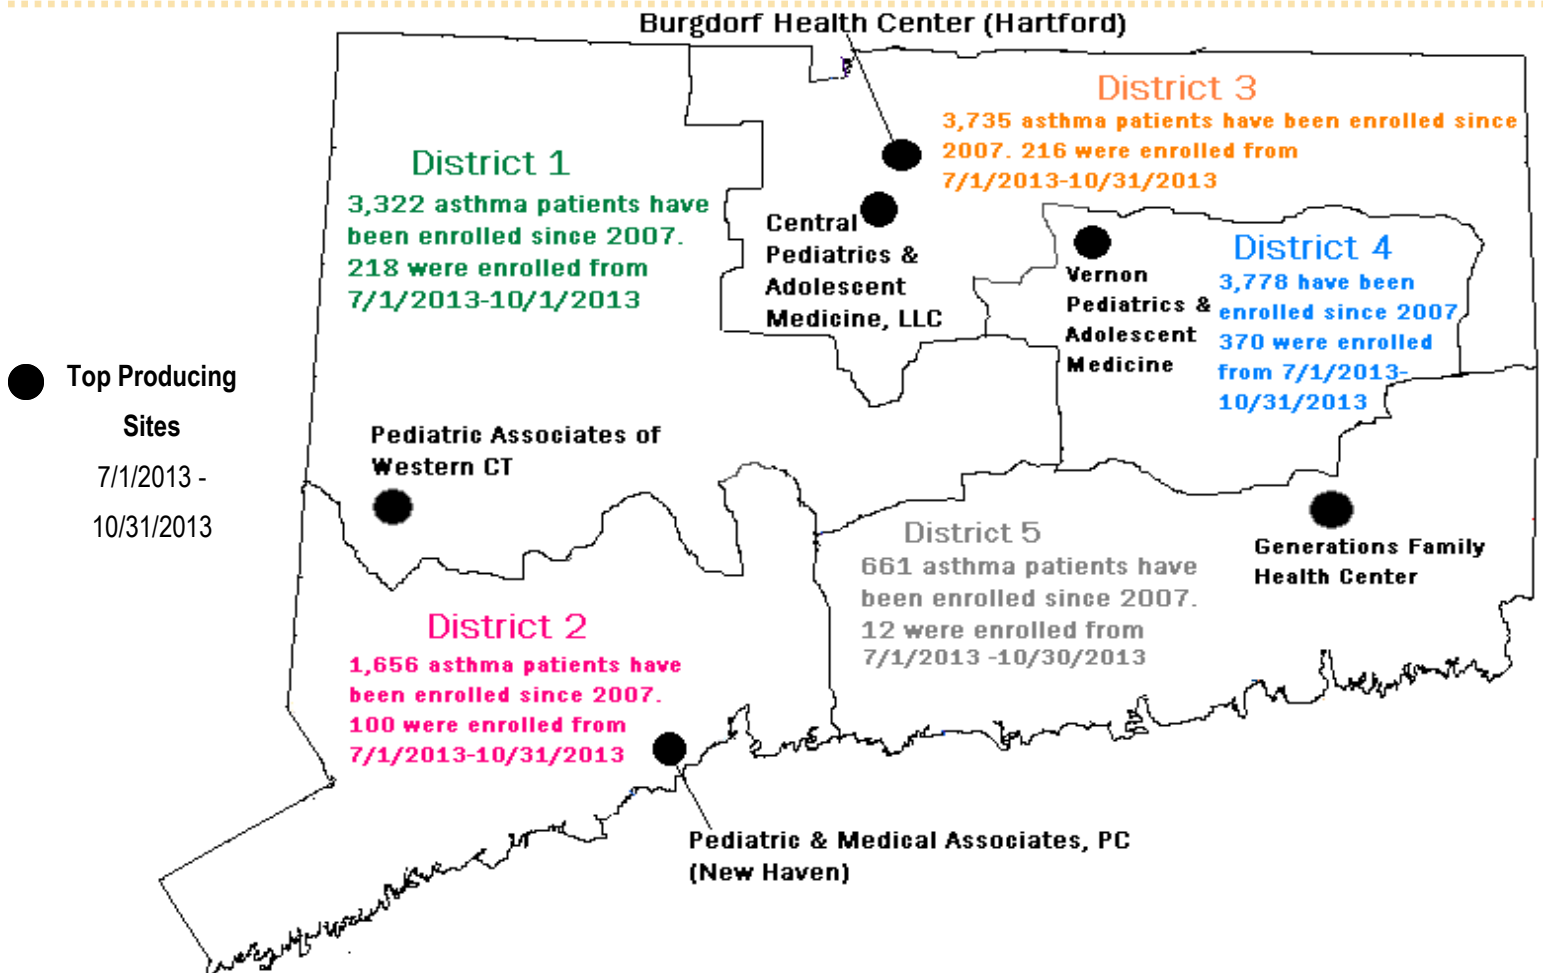 Burgdorf Health Center (Hartford)
District 3
3,735 asthma patients have been enrolled since
2007. 216 were enrolled from
7/1/2013-10/31/2013
District 1
3,322 asthma patients have
been enrolled since 2007.
218 were enrolled from
7/1/2013-10/1/2013
Central
Pediatrics &
Adolescent
Medicine, LLC
Vernon
Pediatrics &
Adolescent
Medicine
District 4
3,778 have been
enrolled since 2007
370 were enrolled
from 7/1/2013-
10/31/2013
Top Producing
Sites
7/1/2013 -
10/31/2013
Pediatric Associates of
Western CT
District 5
661 asthma patients have
been enrolled since 2007.
12 were enrolled from
7/1/2013 -10/30/2013
Generations Family
Health Center
District 2
1,656 asthma patients have
been enrolled since 2007.
100 were enrolled from
7/1/2013-10/31/2013
Pediatric & Medical Associates, PC
(New Haven)